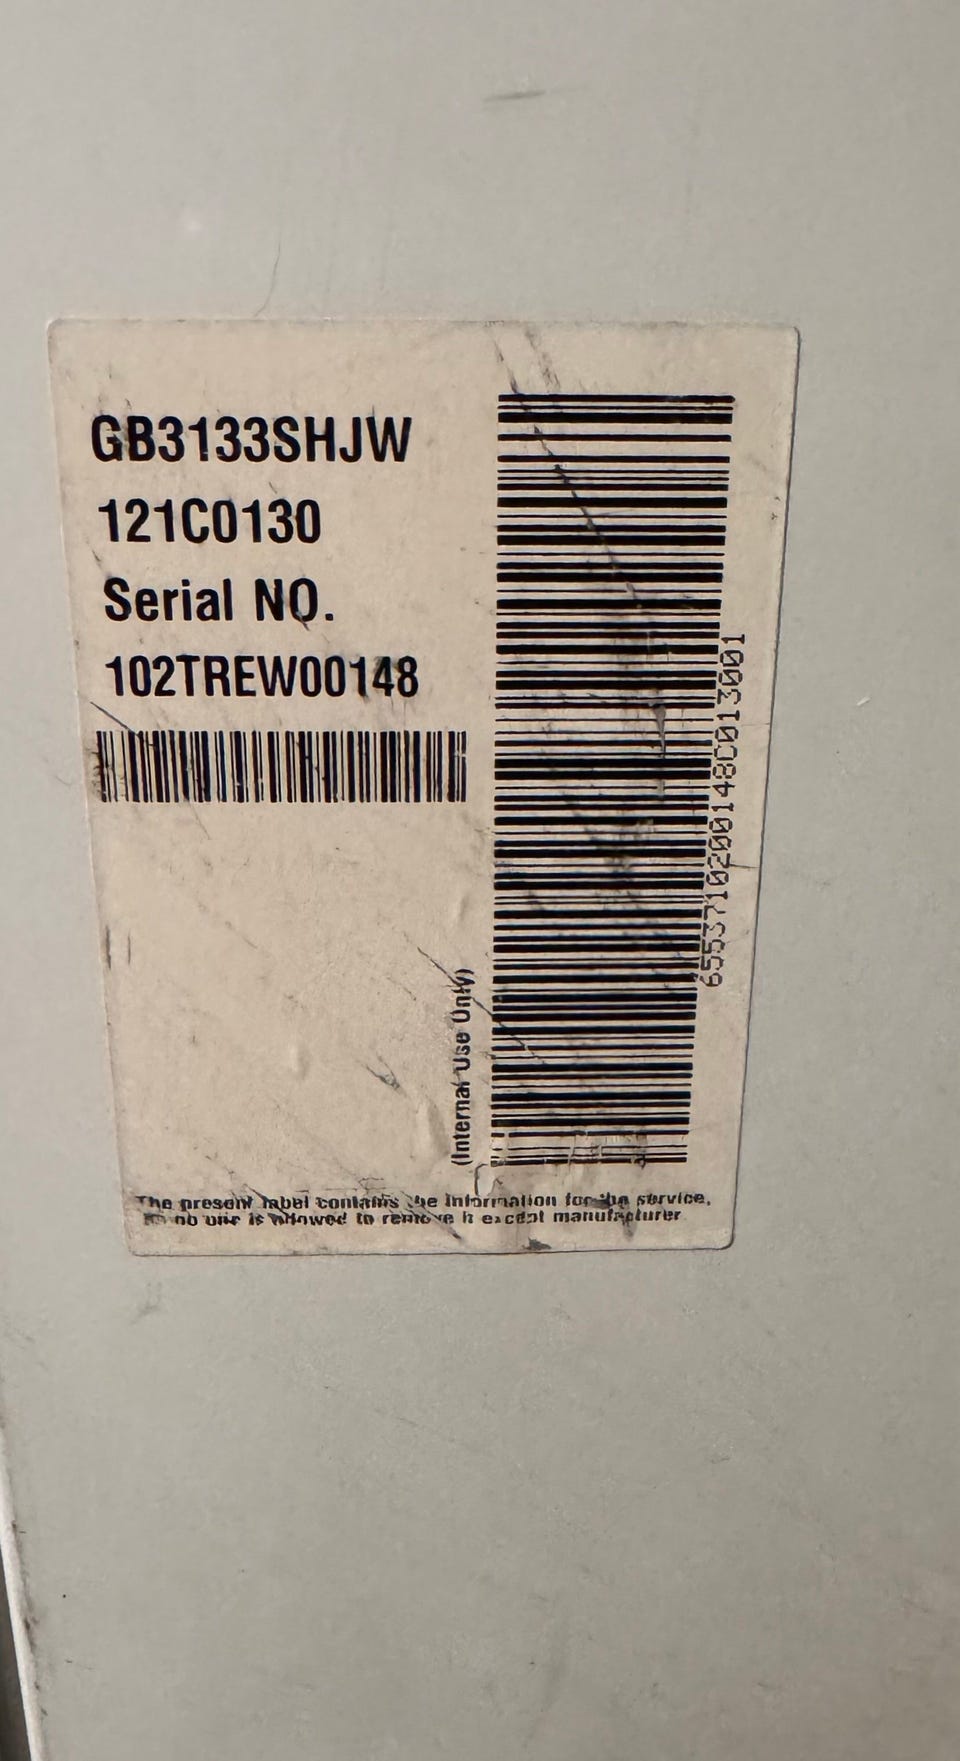 GB3133SHJW
121C0130
Serial NO.
102TREW00148
(Internal Use Only)
6553710200148C013001
The present label contains the information for the service,
no one is allowed to remove it except manufacturer